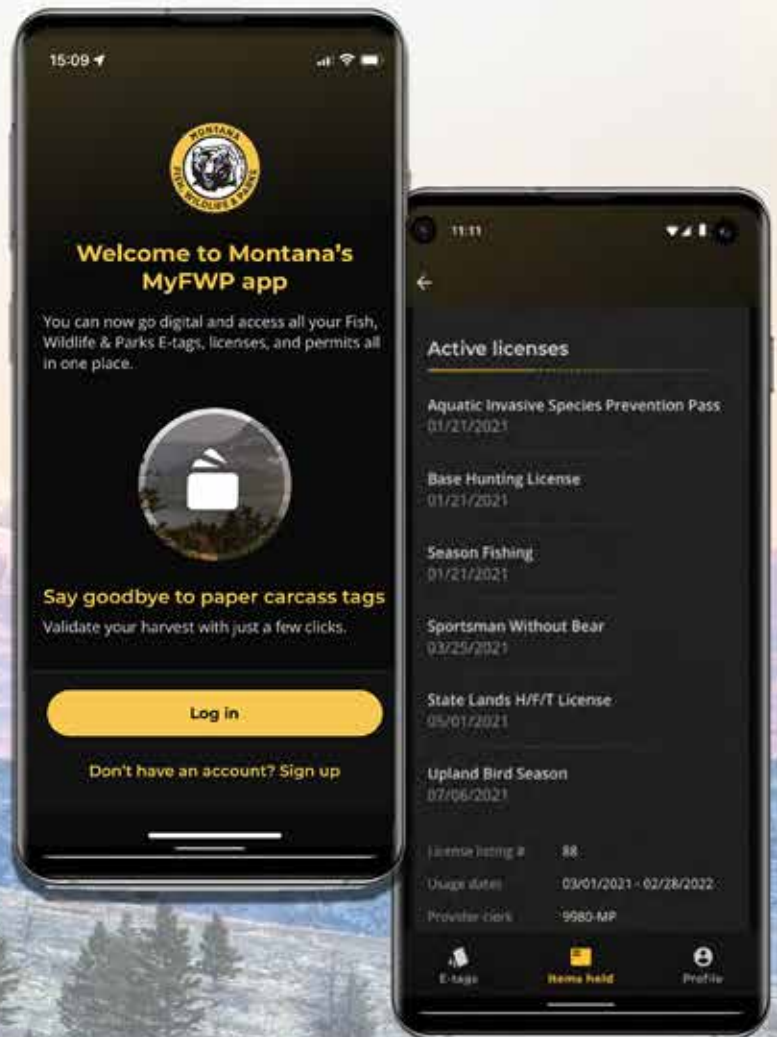 15:09
MONTANA
FISH, WILDLIFE & PARKS
Welcome to Montana's
MyFWP app
You can now go digital and access all your Fish,
Wildlife & Parks E-tags, licenses, and permits all
in one place.
Say goodbye to paper carcass tags
Validate your harvest with just a few clicks.
Log in
Don't have an account? Sign up
11:11
Active licenses
Aquatic Invasive Species Prevention Pass
01/21/2021
Base Hunting License
01/21/2021
Season Fishing
01/21/2021
Sportsman Without Bear
03/25/2021
State Lands H/F/T License
05/01/2021
Upland Bird Season
07/06/2021
License listing # 88
Usage dates 03/01/2021 - 02/28/2022
Provider clerk 9980-MP
E-tags
Items held
Profile